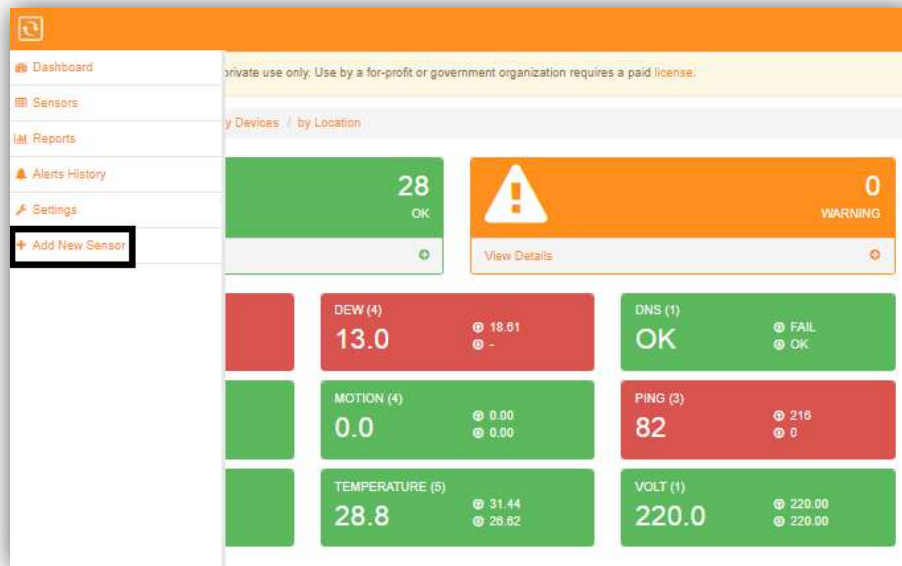 Dashboard
Sensors
Reports
Alerts History
Settings
Add New Sensor
private use only. Use by a for-profit or government organization requires a paid license.
y Devices / by Location
28
OK
0
WARNING
View Details
DEW (4)
13.0
18.61
-
DNS (1)
OK
FAIL
OK
MOTION (4)
0.0
0.00
0.00
PING (3)
82
216
0
TEMPERATURE (5)
28.8
31.44
26.62
VOLT (1)
220.0
220.00
220.00